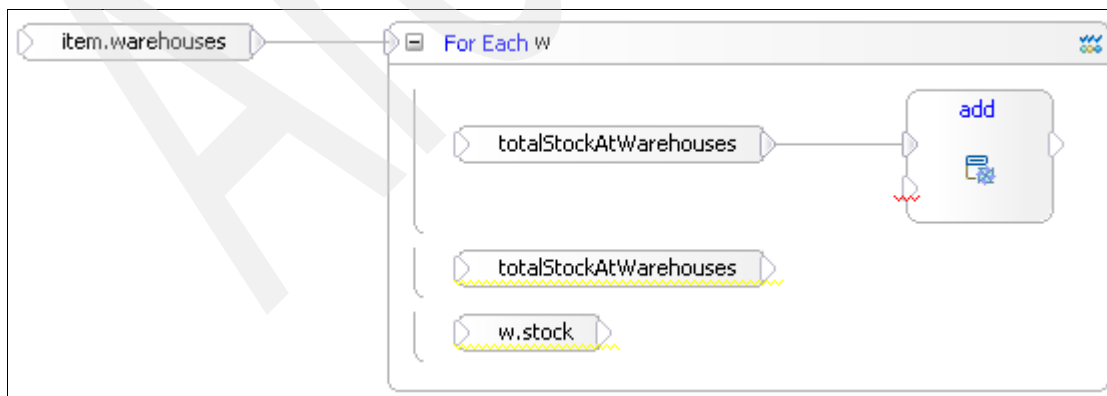 item.warehouses
For Each w
totalStockAtWarehouses
add
totalStockAtWarehouses
w.stock